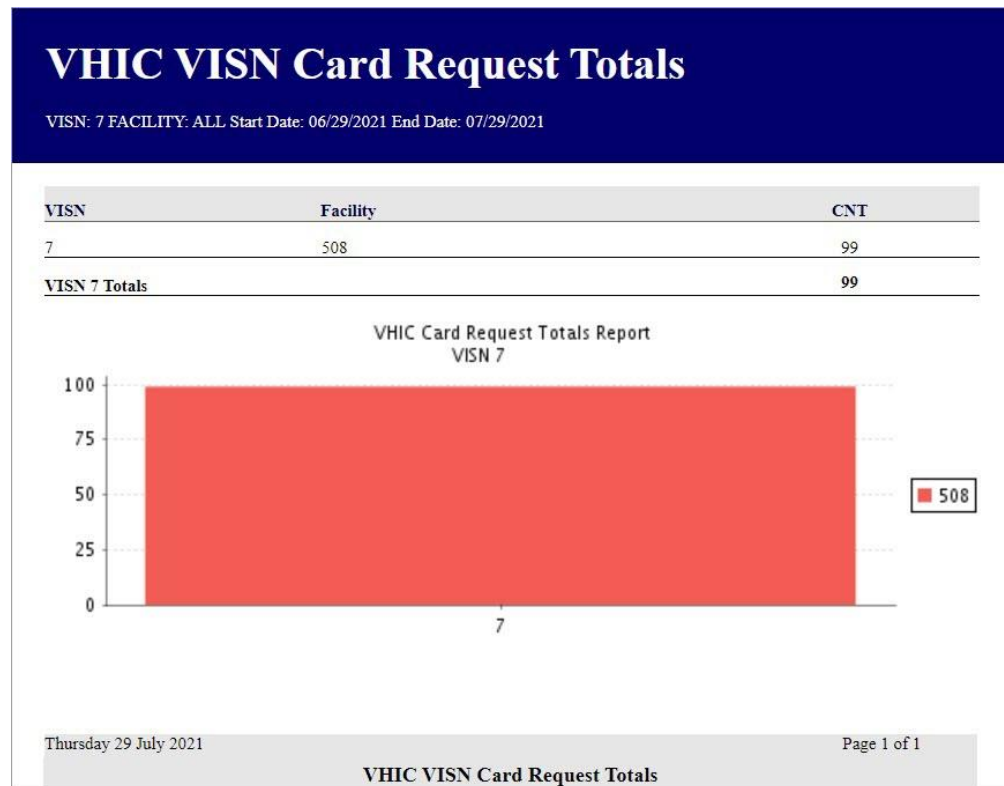 VHIC VISN Card Request Totals
VISN: 7 FACILITY: ALL Start Date: 06/29/2021 End Date: 07/29/2021
VISN Facility CNT
7 508 99
VISN 7 Totals 99
VHIC Card Request Totals Report
VISN 7
100
75
50
25
0
508
7
Thursday 29 July 2021 Page 1 of 1
VHIC VISN Card Request Totals